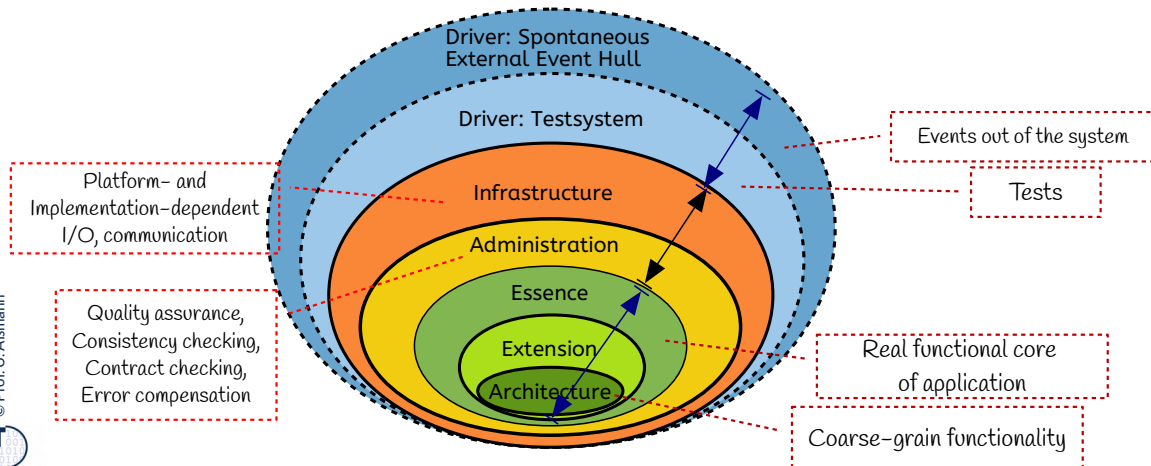 Driver: Spontaneous
External Event Hull
Driver: Testsystem
Events out of the system
Tests
Platform- and
Implementation-dependent
I/O, communication
Infrastructure
Administration
Essence
Quality assurance,
Consistency checking,
Contract checking,
Error compensation
Extension
Architecture
Real functional core
of application
Coarse-grain functionality
© Prof. U. Aßmann